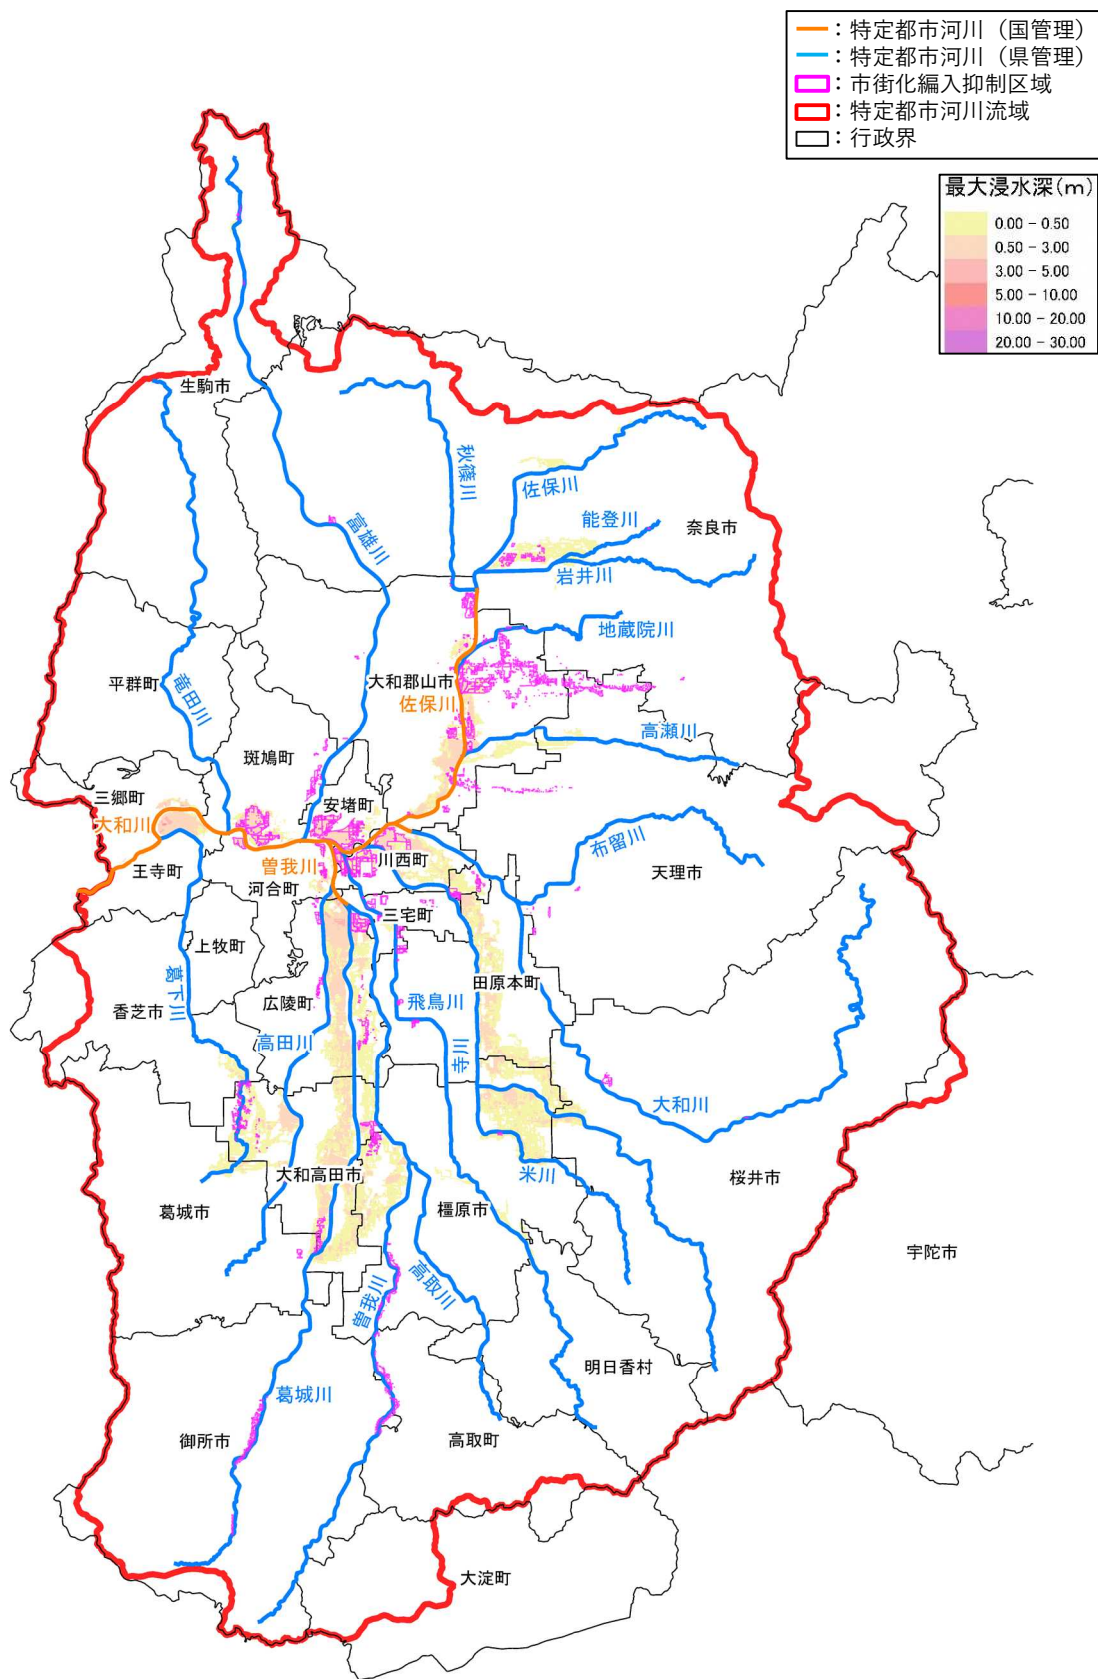 ：特定都市河川（国管理）
：特定都市河川（県管理）
：市街化編入抑制区域
：特定都市河川流域
：行政界
最大浸水深(m)
0.00 − 0.50
0.50 − 3.00
3.00 − 5.00
5.00 − 10.00
10.00 − 20.00
20.00 − 30.00
生駒市
秋篠川
佐保川
能登川
奈良市
富雄川
岩井川
地蔵院川
平群町
竜田川
大和郡山市
佐保川
高瀬川
斑鳩町
三郷町
安堵町
大和川
布留川
王寺町
曽我川
川西町
天理市
河合町
三宅町
上牧町
葛下川
田原本町
香芝市
広陵町
飛鳥川
高田川
寺川
大和川
米川
大和高田市
桜井市
葛城市
橿原市
宇陀市
高取川
曽我川
明日香村
葛城川
御所市
高取町
大淀町